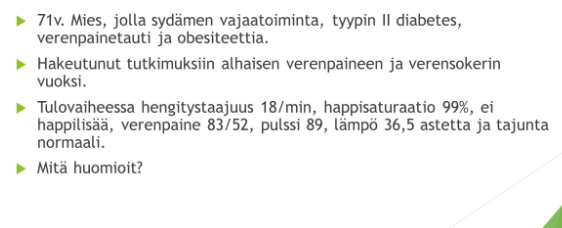 71v. Mies, jolla sydämen vajaatoiminta, tyypin II diabetes,
verenpainetauti ja obesiteettia.
Hakeutunut tutkimuksiin alhaisen verenpaineen ja verensokerin
vuoksi.
Tulovaiheessa hengitystaajuus 18/min, happisaturaatio 99%, ei
happilisää, verenpaine 83/52, pulssi 89, lämpö 36,5 astetta ja tajunta
normaali.
Mitä huomioit?